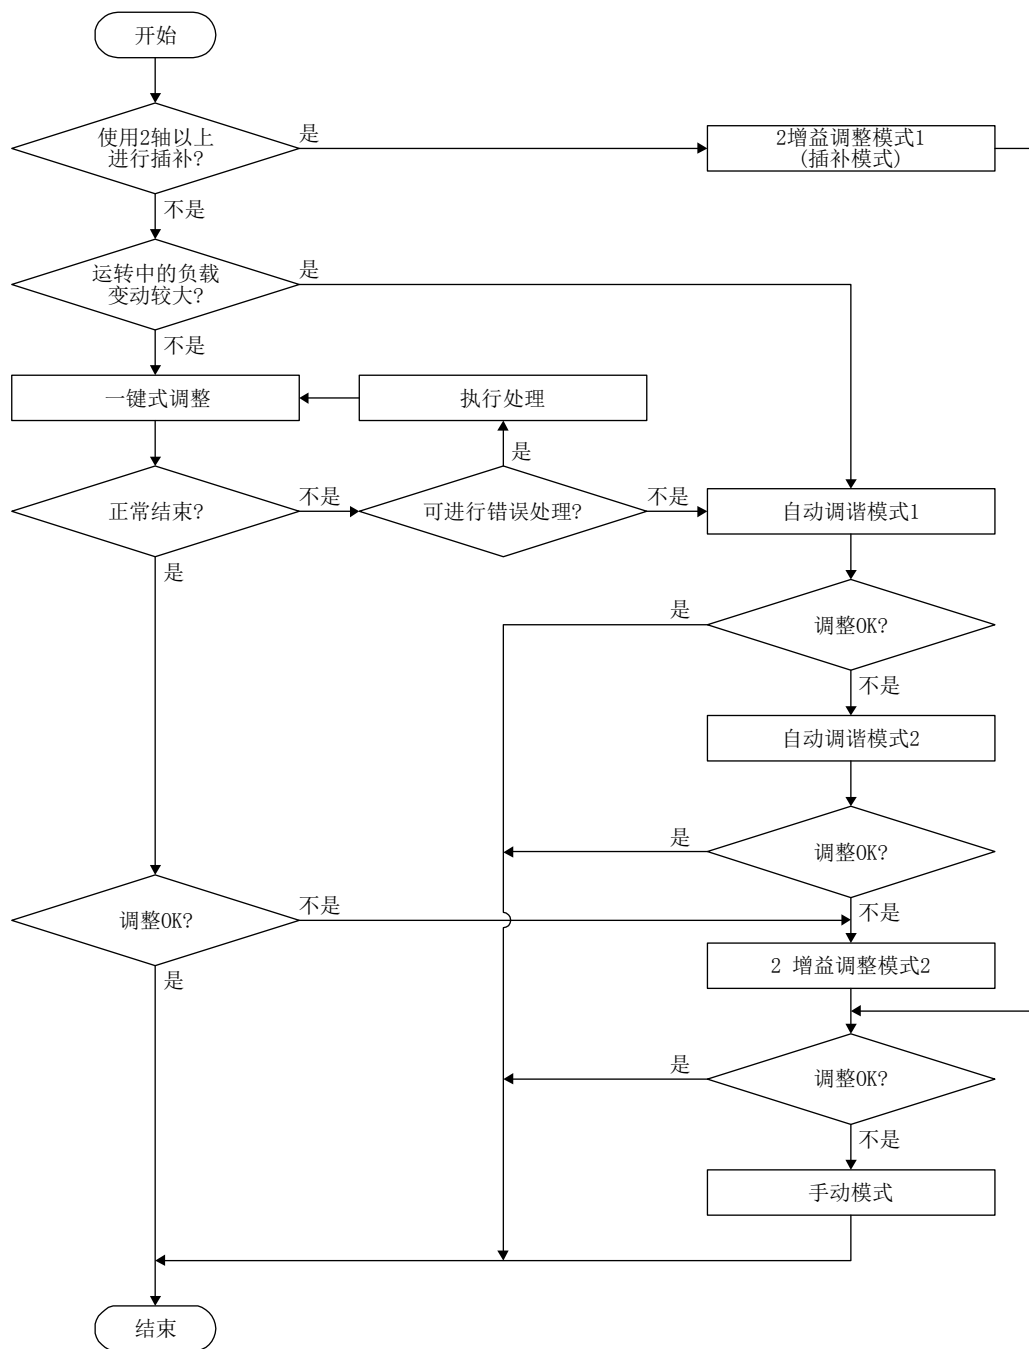 开始
使用2轴以上
进行插补?
是
2增益调整模式1
(插补模式)
不是
运转中的负载
变动较大?
是
不是
一键式调整
执行处理
是
正常结束?
不是
可进行错误处理?
不是
自动调谐模式1
是
是
调整OK?
不是
自动调谐模式2
是
调整OK?
调整OK?
不是
不是
是
2 增益调整模式2
是
调整OK?
不是
手动模式
结束